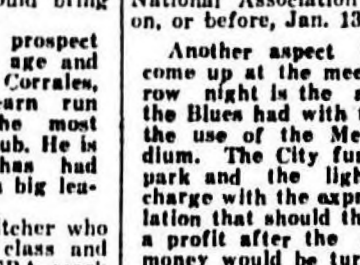 prospect
age and
Corrales,
earn run
he most
ub. He is
has had
big lea-
tcher who
class and
National Association
on, or before, Jan. 13
Another aspect
come up at the mee
row night is the a
the Blues had with t
the use of the Me
dium. The City fur
park and the ligh
charge with the expr
lation that should th
a profit after the
money would be tur